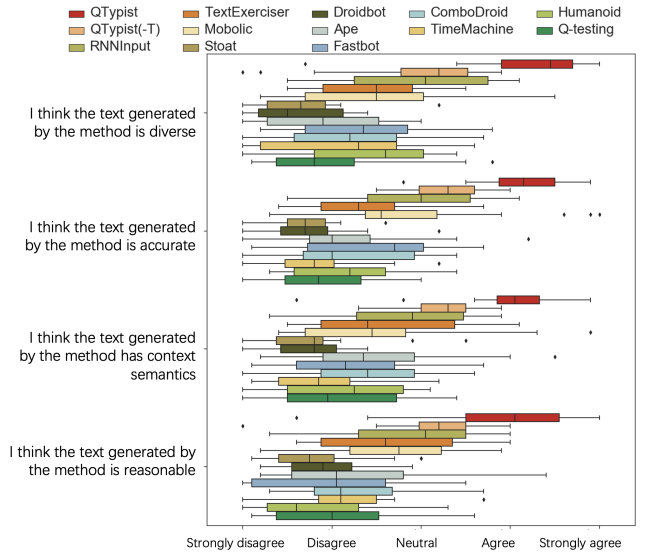 QTypist TextExerciser Droidbot ComboDroid Humanoid
QTypist(-T) Mobolic Ape TimeMachine Q-testing
RNNInput Stoat Fastbot
I think the text generated
by the method is diverse
I think the text generated
by the method is accurate
I think the text generated
by the method has context
semantics
I think the text generated by
the method is reasonable
Strongly disagree Disagree Neutral Agree Strongly agree